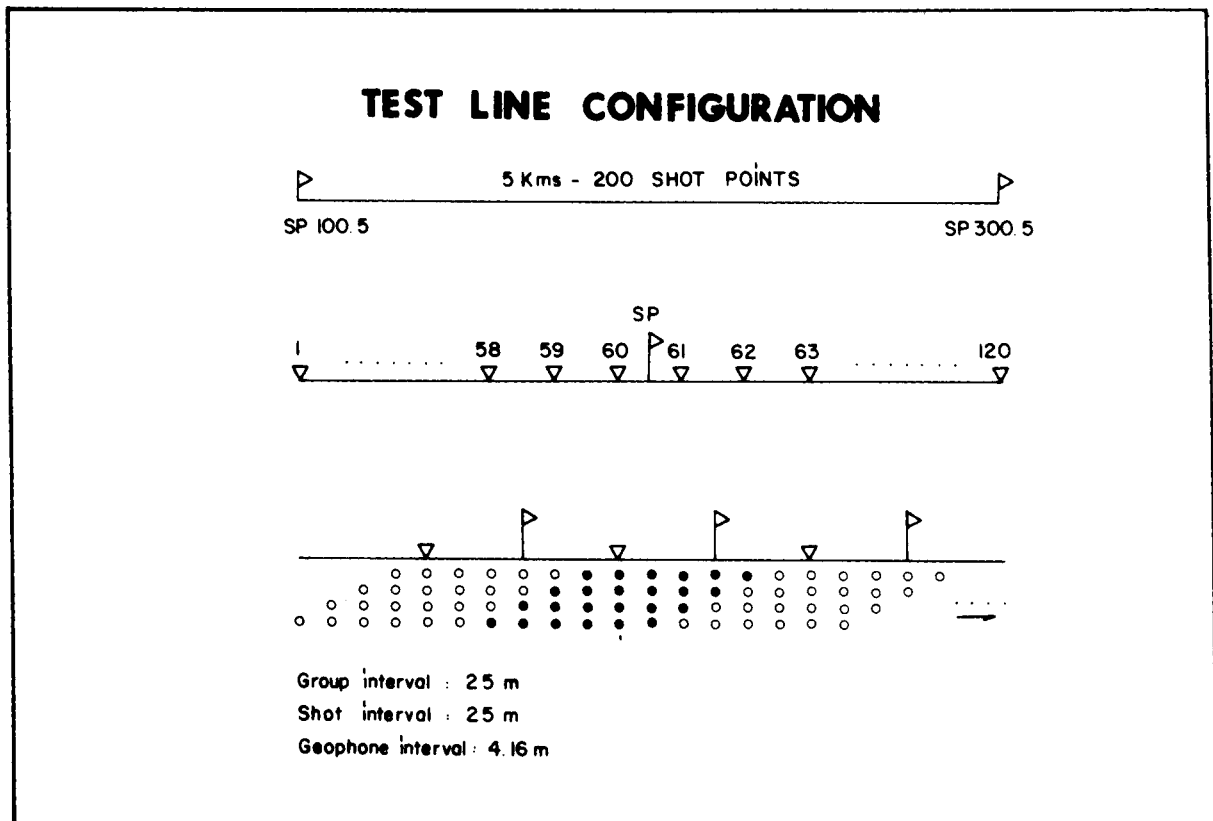 TEST LINE CONFIGURATION
5 Kms - 200 SHOT POINTS
SP 100.5 SP 300.5
SP
1 ....... 58 59 60 61 62 63 ....... 120
....
Group interval : 25 m
Shot interval : 25 m
Geophone interval : 4.16 m